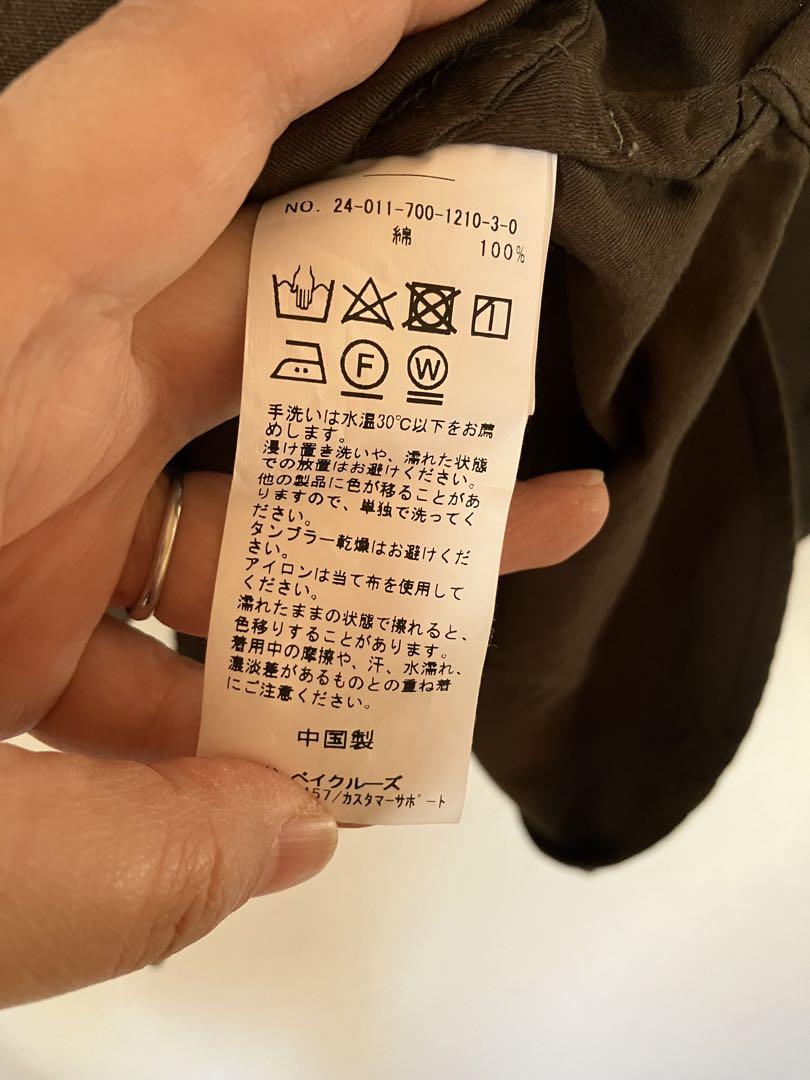 NO. 24-011-700-1210-3-0
綿 100%
F W
手洗いは水温30℃以下をお薦
めします。
浸け置き洗いや、濡れた状態
での放置はお避けください。
他の製品に色が移ることがあ
りますので、単独で洗ってく
ださい。
タンブラー乾燥はお避けくだ
さい。
アイロンは当て布を使用して
ください。
濡れたままの状態で擦れると、
色移りすることがあります。
着用中の摩擦や、汗、水濡れ、
濃淡差があるものとの重ね着
にご注意ください。
中国製
ベイクルーズ
457/カスタマーサポート